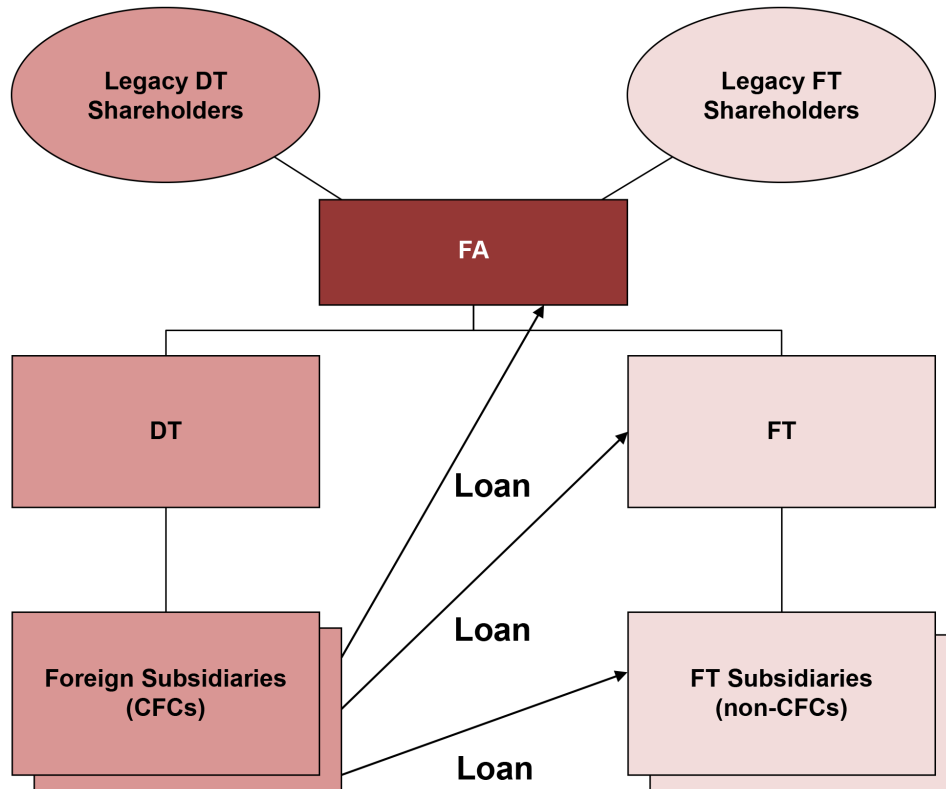 Legacy DT
Shareholders
Legacy FT
Shareholders
FA
DT
FT
Loan
Loan
Foreign Subsidiaries
(CFCs)
FT Subsidiaries
(non-CFCs)
Loan